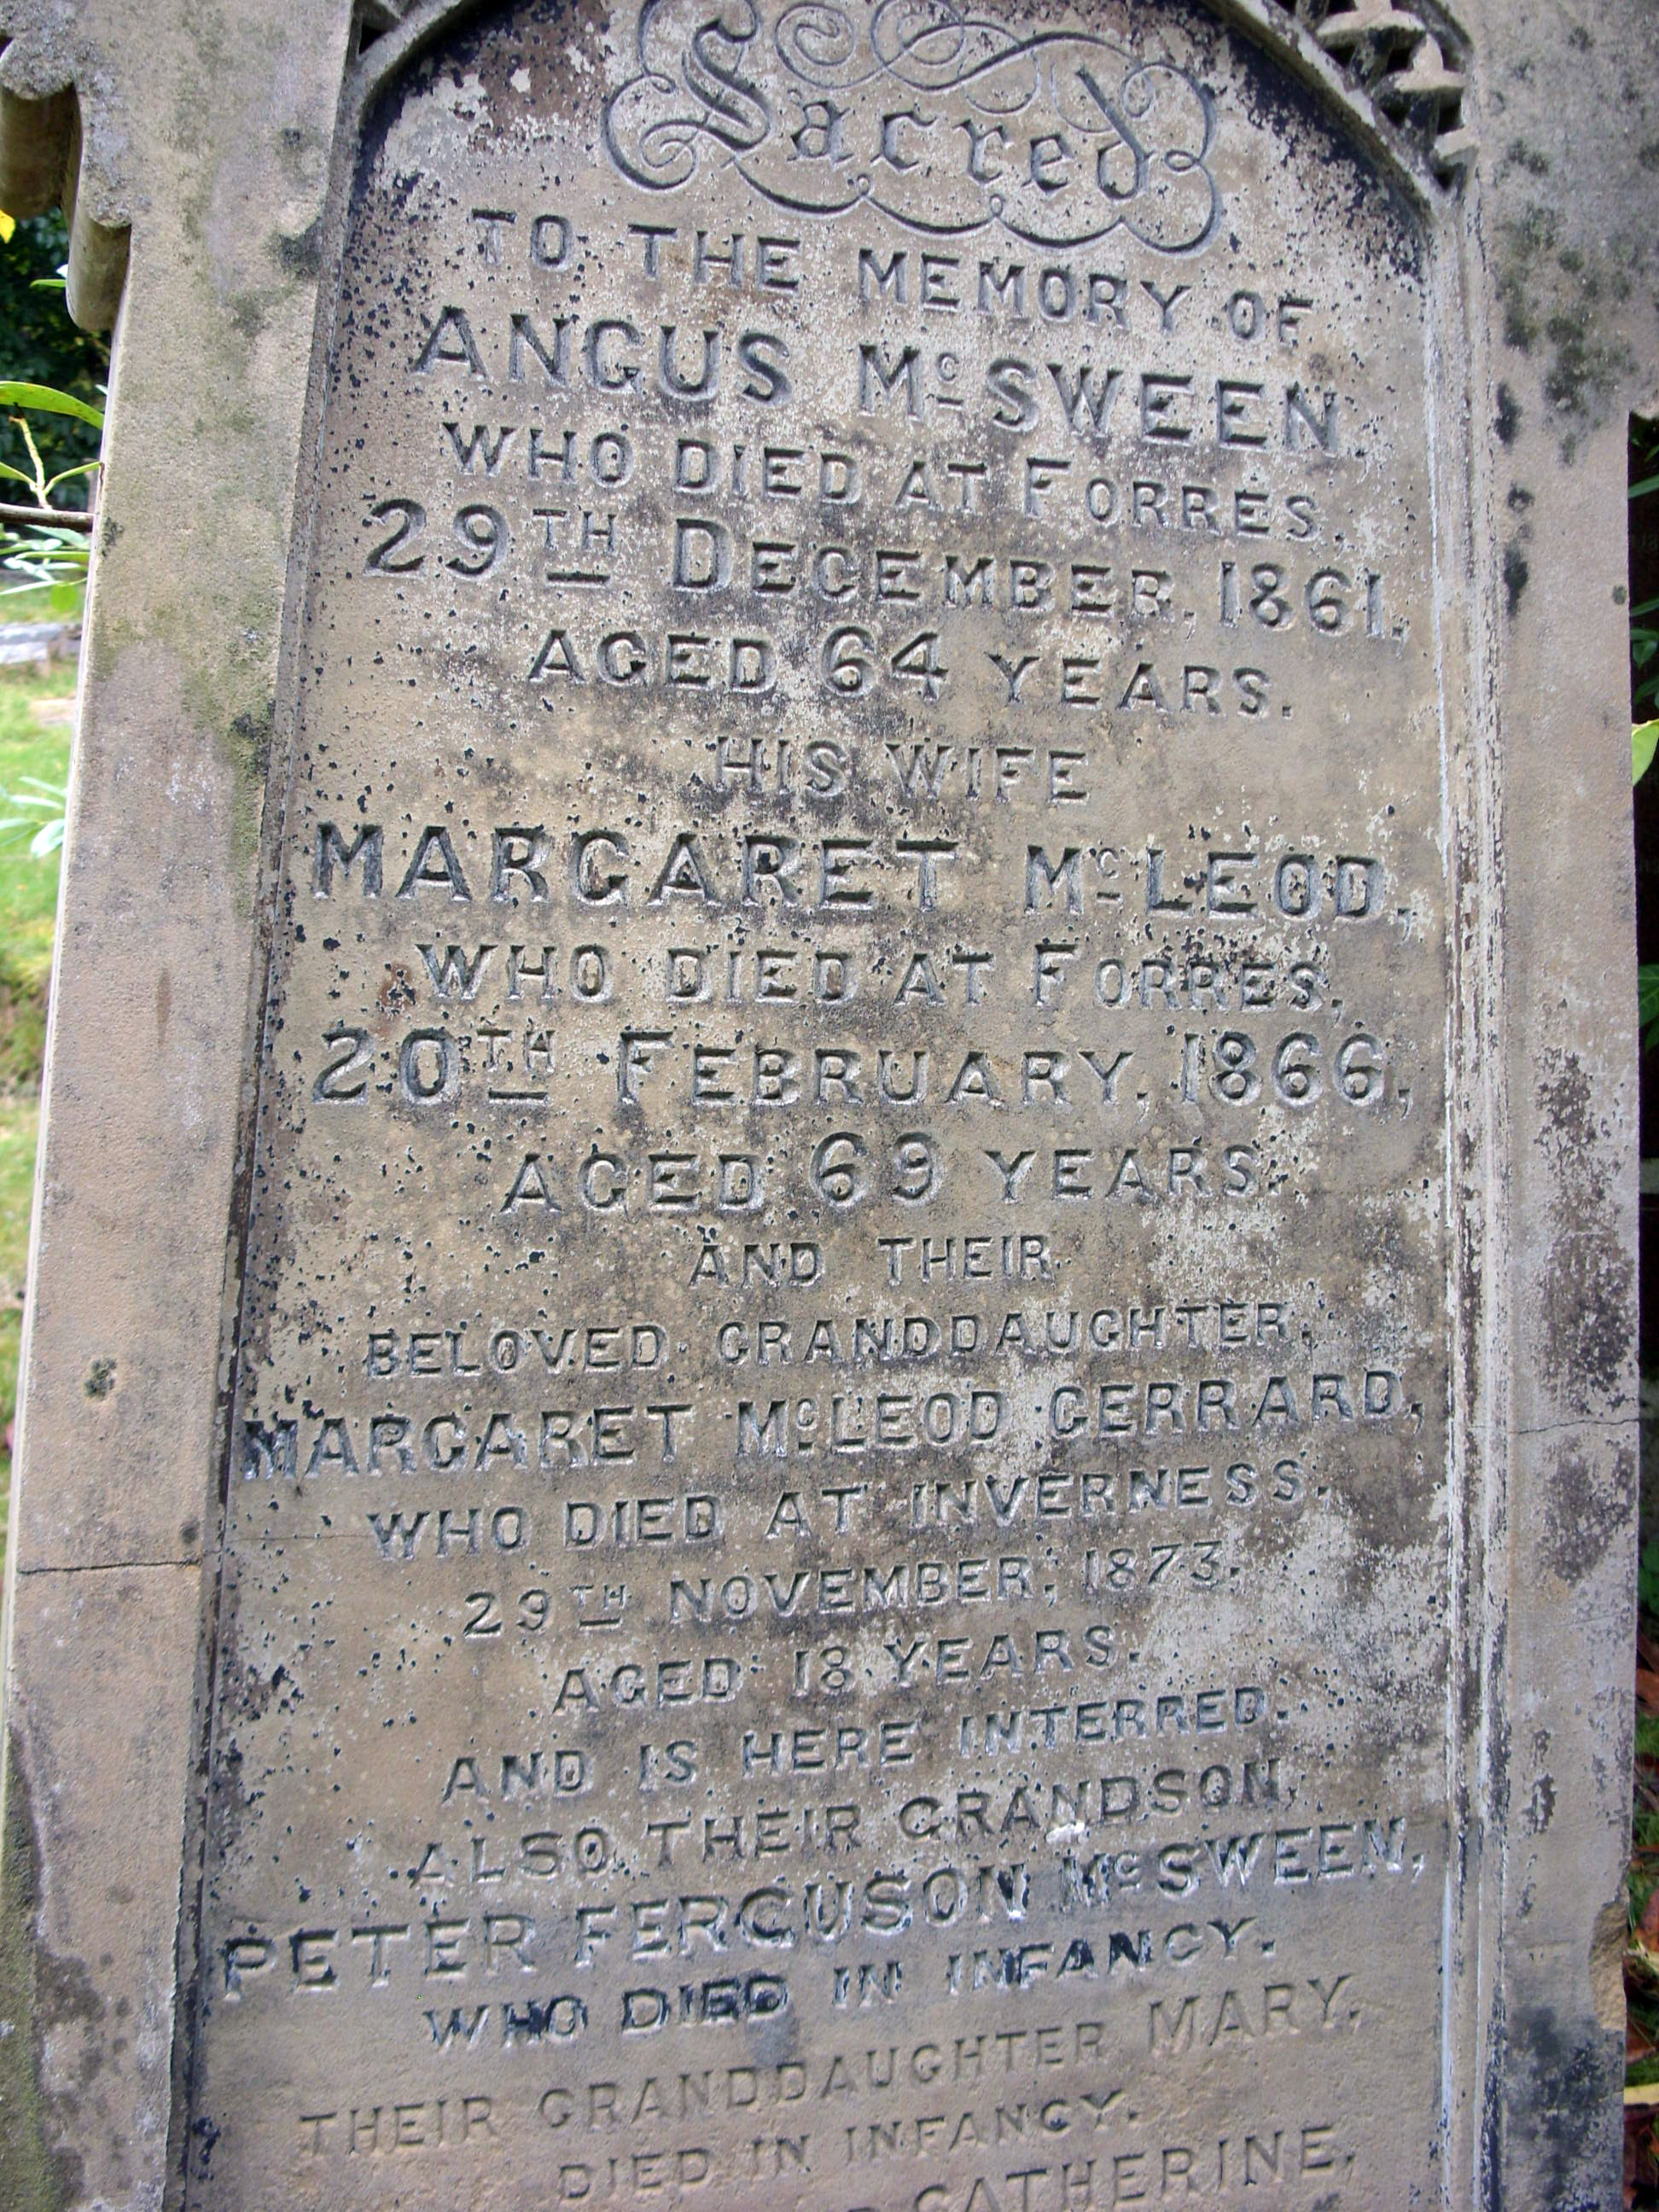 Sacred
TO THE MEMORY OF
ANGUS McSWEEN,
WHO DIED AT FORRES,
29TH DECEMBER, 1861,
AGED 64 YEARS.
HIS WIFE
MARGARET McLEOD,
WHO DIED AT FORRES,
20TH FEBRUARY, 1866,
AGED 69 YEARS.
AND THEIR
BELOVED GRANDDAUGHTER,
MARGARET McLEOD GERRARD,
WHO DIED AT INVERNESS,
29TH NOVEMBER, 1873,
AGED 18 YEARS.
AND IS HERE INTERRED.
ALSO THEIR GRANDSON,
PETER FERGUSON McSWEEN,
WHO DIED IN INFANCY.
THEIR GRANDDAUGHTER MARY,
DIED IN INFANCY.
CATHERINE,